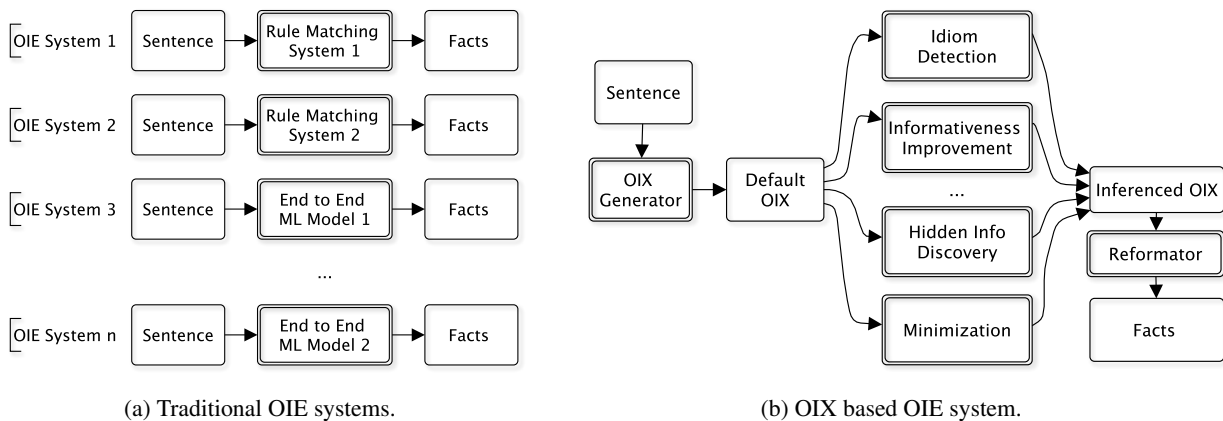 OIE System 1
Sentence
Rule Matching
System 1
Facts
OIE System 2
Sentence
Rule Matching
System 2
Facts
OIE System 3
Sentence
End to End
ML Model 1
Facts
...
OIE System n
Sentence
End to End
ML Model 2
Facts
(a) Traditional OIE systems.
Sentence
OIX
Generator
Default
OIX
Idiom
Detection
Informativeness
Improvement
...
Hidden Info
Discovery
Minimization
Inferenced OIX
Reformator
Facts
(b) OIX based OIE system.